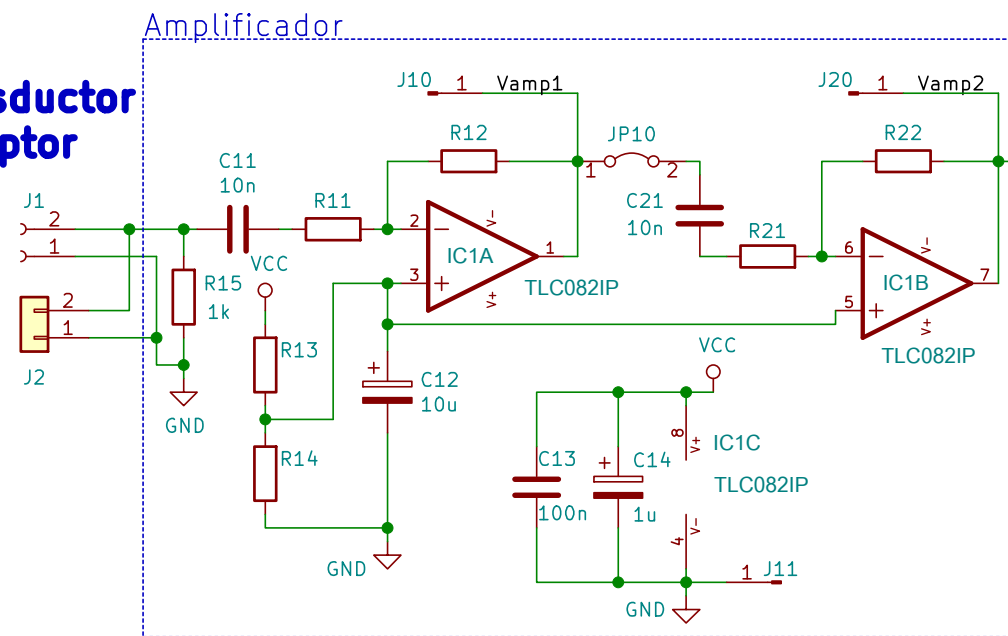 Amplificador
sductor
ptor
J10
1
Vamp1
J20
1
Vamp2
R12
JP10
R22
1
2
C11
10n
J1
2
1
R11
2
V-
IC1A
1
3
V+
TLC082IP
C21
10n
R21
6
V-
IC1B
7
5
V+
TLC082IP
VCC
R15
1k
2
1
J2
GND
R13
R14
+
C12
10u
GND
VCC
8
V+
IC1C
TLC082IP
C13
100n
+
C14
1u
4
V-
1
J11
GND